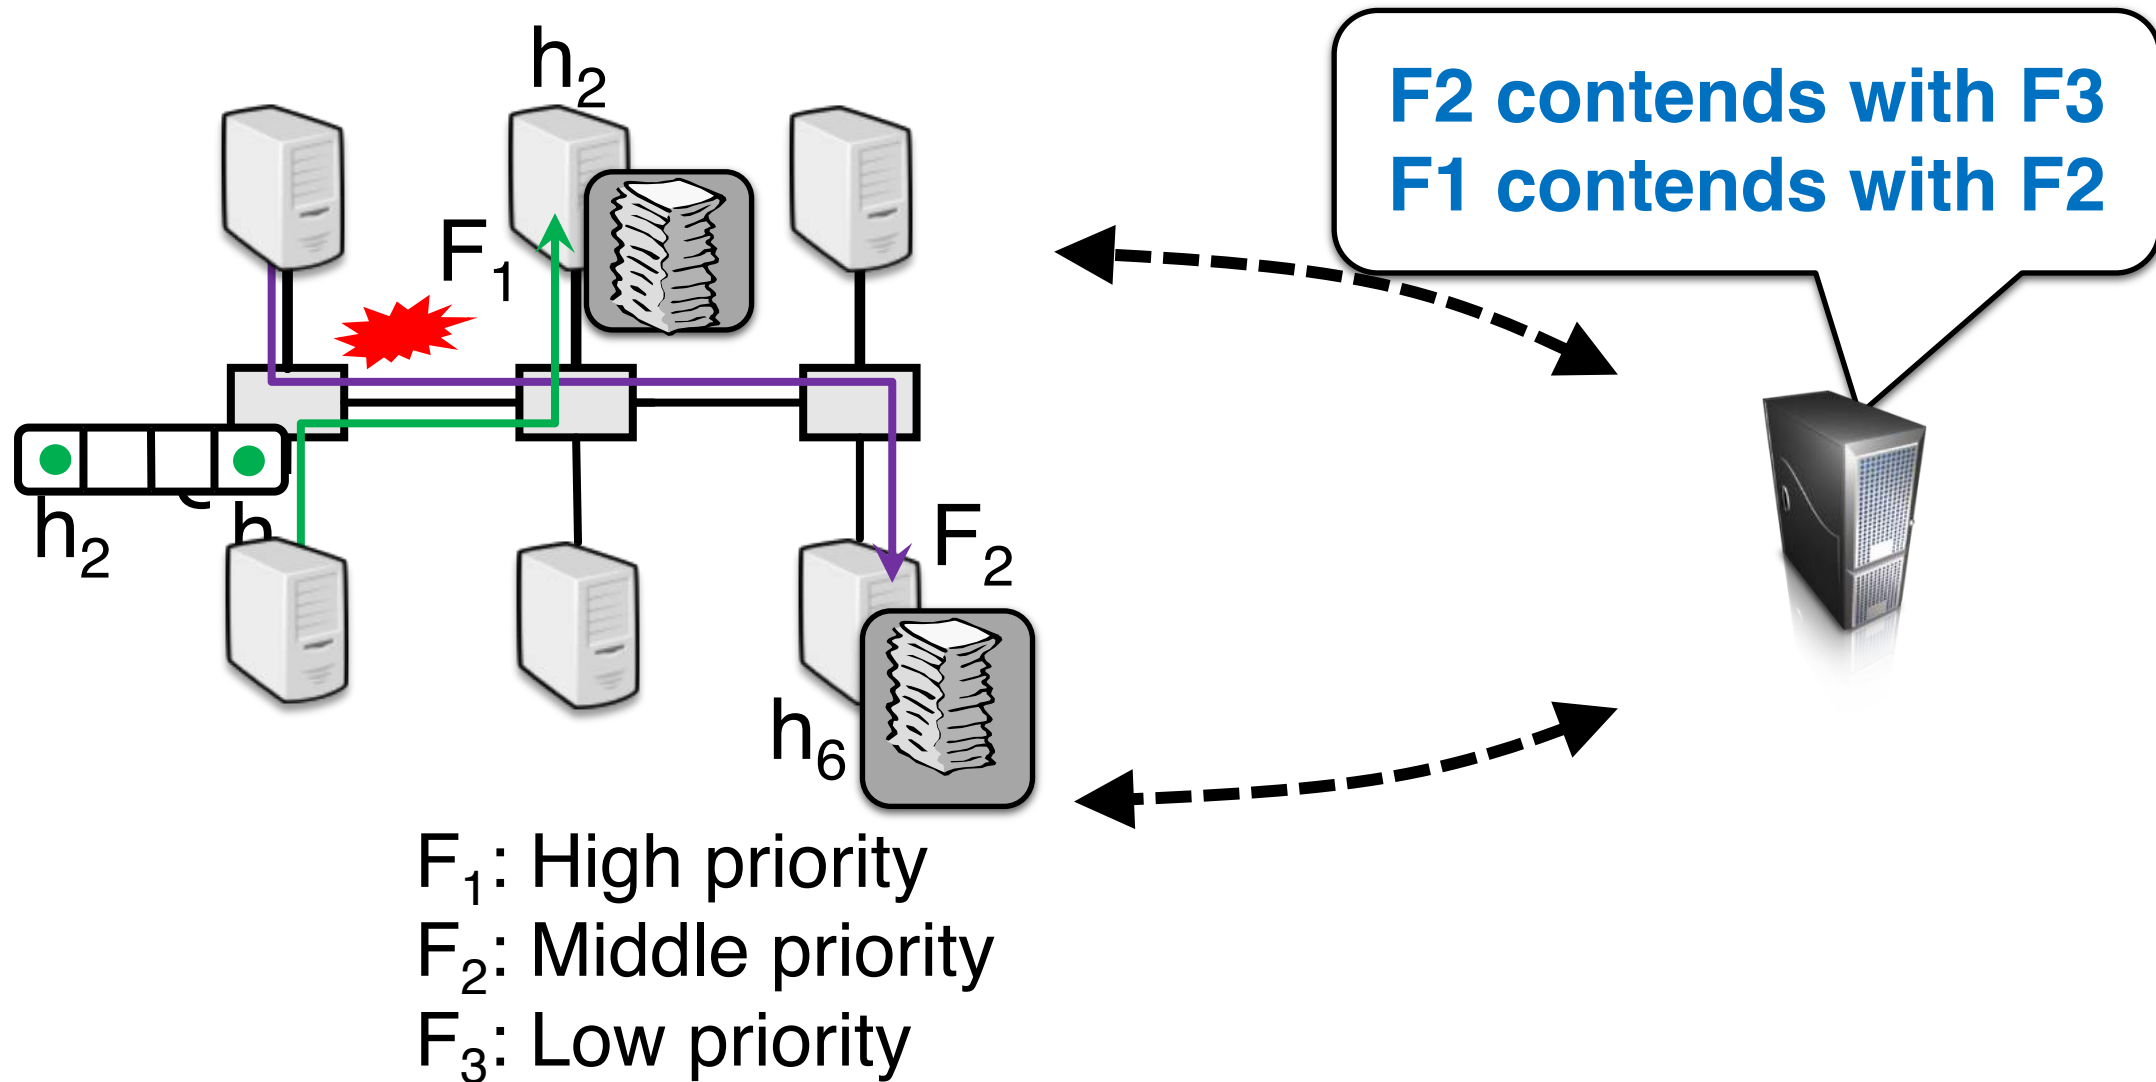 h₂
F2 contends with F3
F1 contends with F2
F₁
h₂
h
F₂
h₆
F₁: High priority
F₂: Middle priority
F₃: Low priority